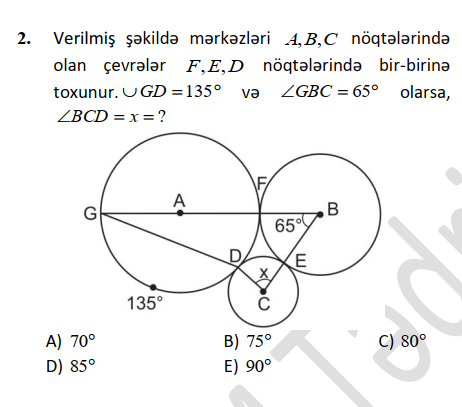 2. Verilmiş şəkildə mərkəzləri A,B,C nöqtələrində
olan çevrələr F,E,D nöqtələrində bir-birinə
toxunur. ∪GD = 135° və ∠GBC = 65° olarsa,
∠BCD = x = ?
F
A
B
G
65°
D
E
x
135°
C
A) 70° B) 75° C) 80°
D) 85° E) 90°